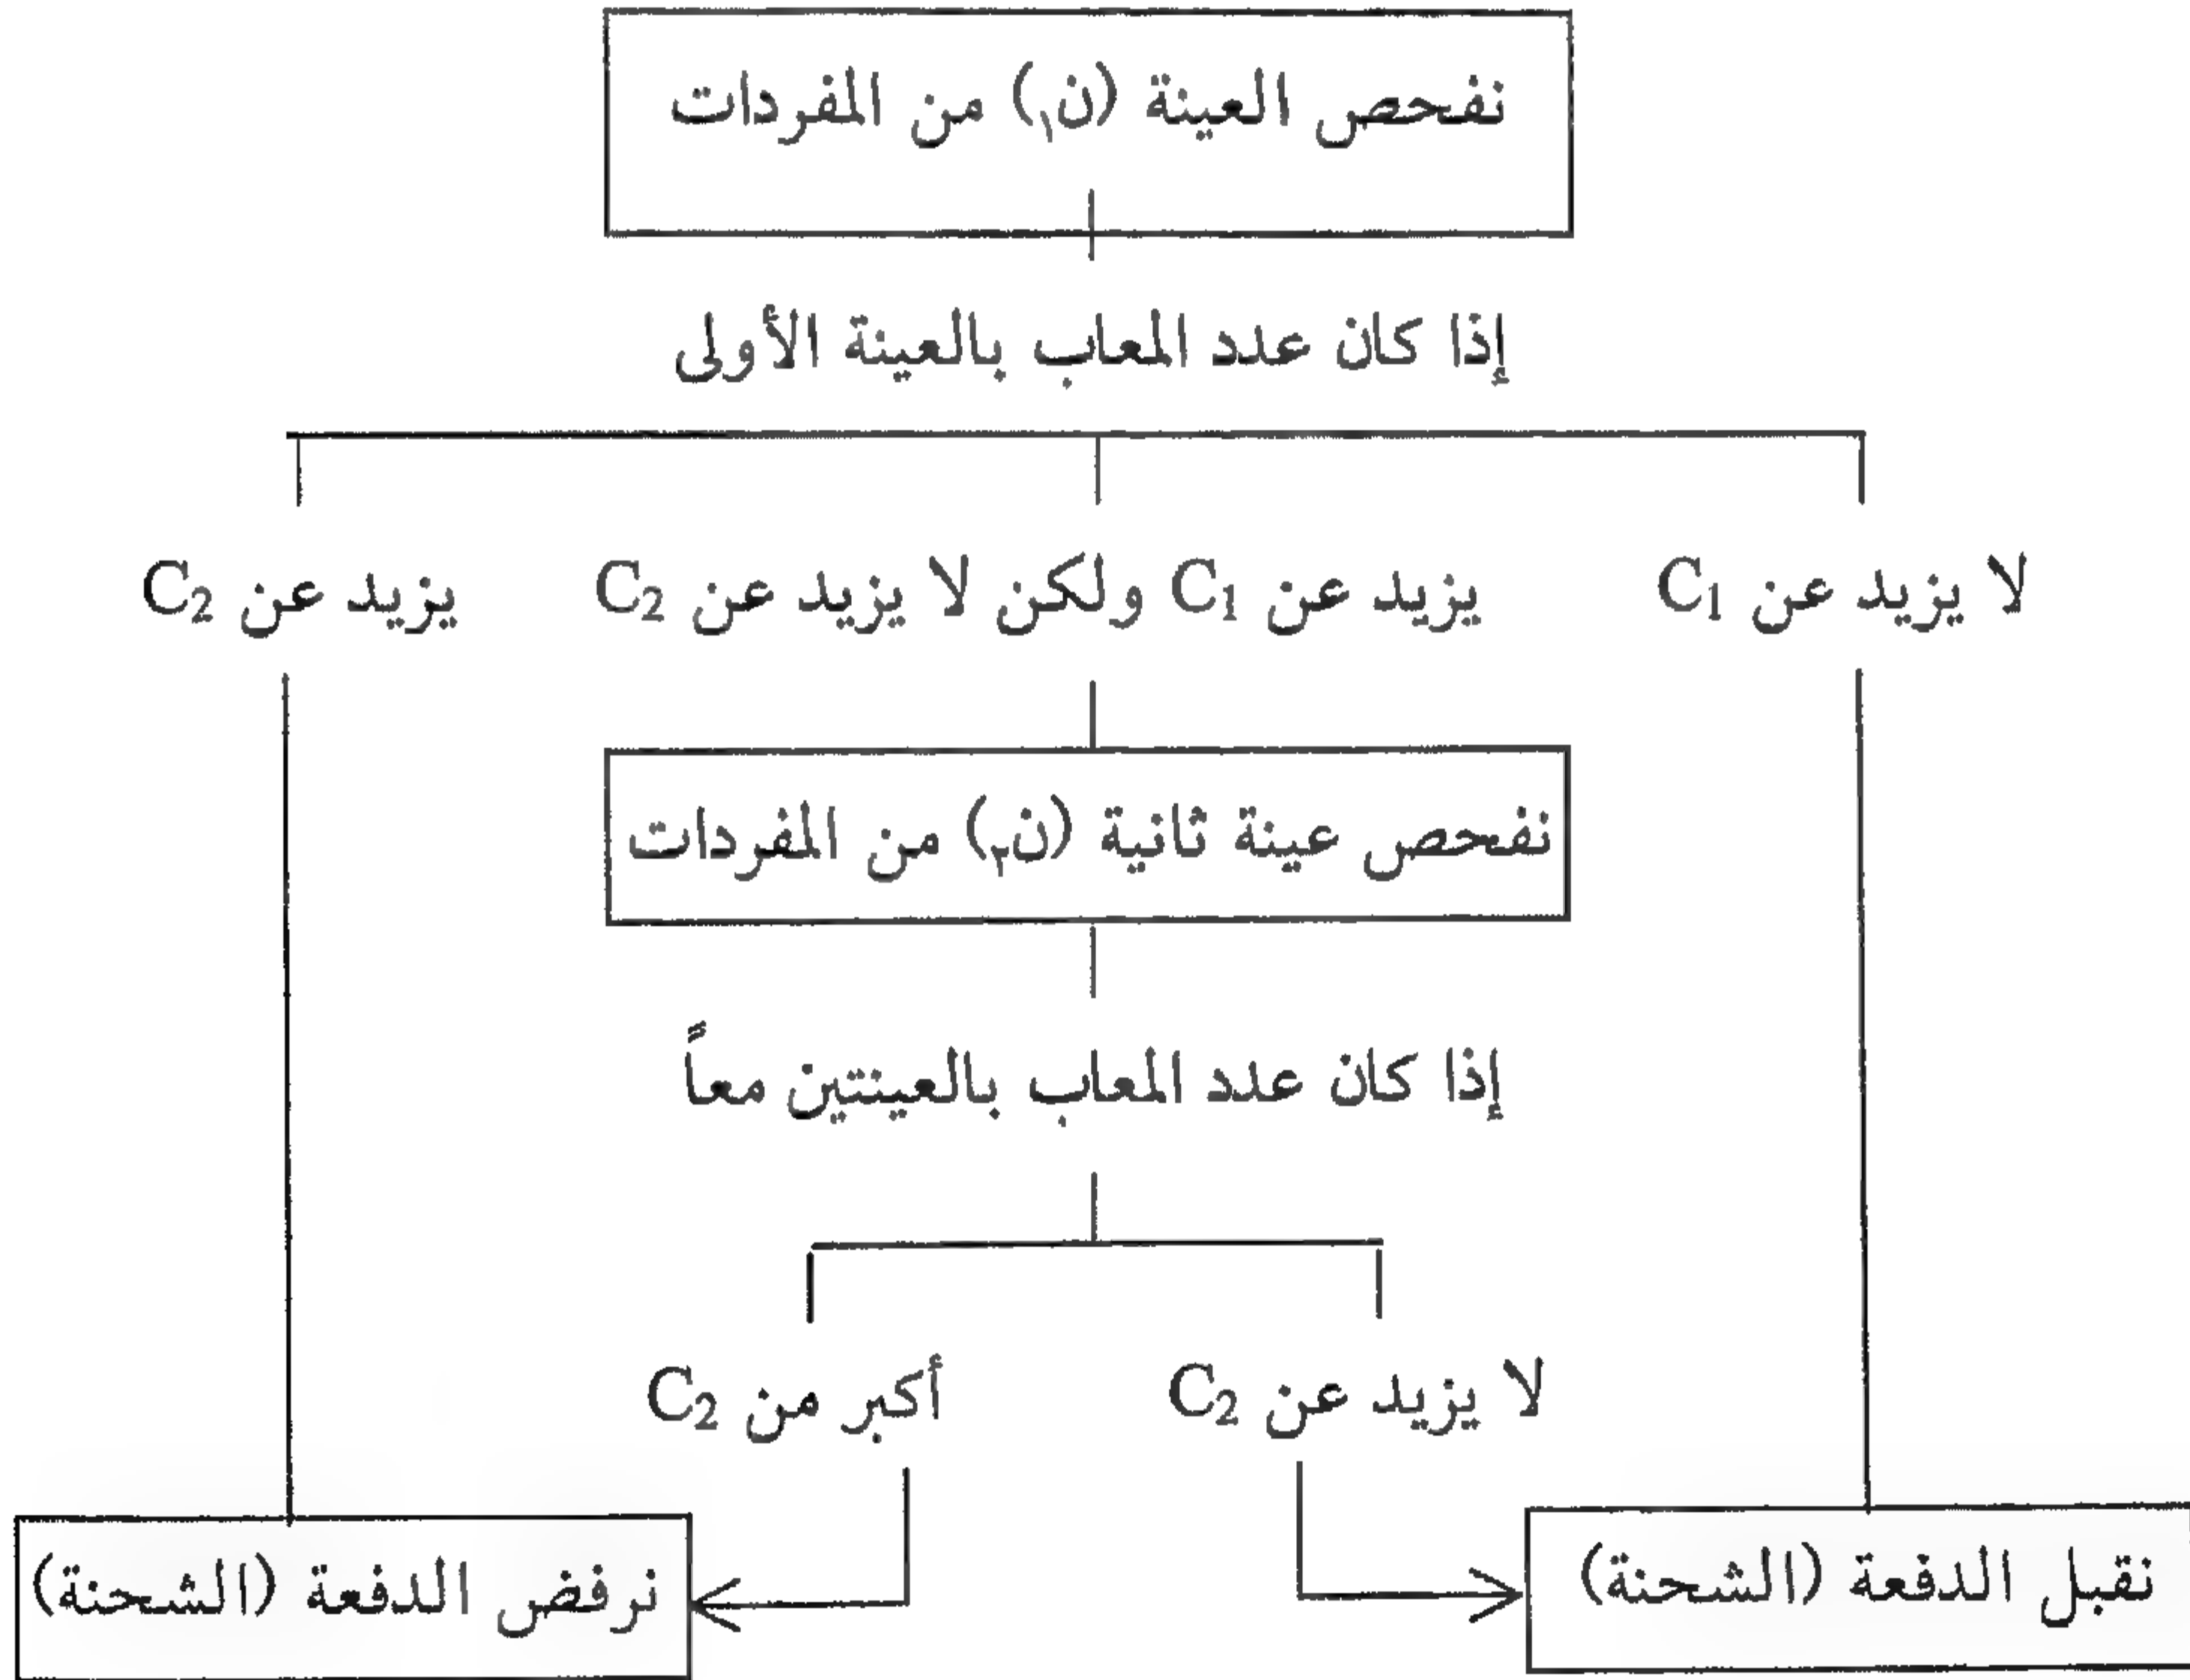 نفحص العينة (ن₁) من المفردات
إذا كان عدد المعاب بالعينة الأولى
لا يزيد عن C₁
يزيد عن C₁ ولكن لا يزيد عن C₂
يزيد عن C₂
نفحص عينة ثانية (ن₂) من المفردات
إذا كان عدد المعاب بالعينتين معاً
لا يزيد عن C₂
أكبر من C₂
نقبل الدفعة (الشحنة)
نرفض الدفعة (الشحنة)